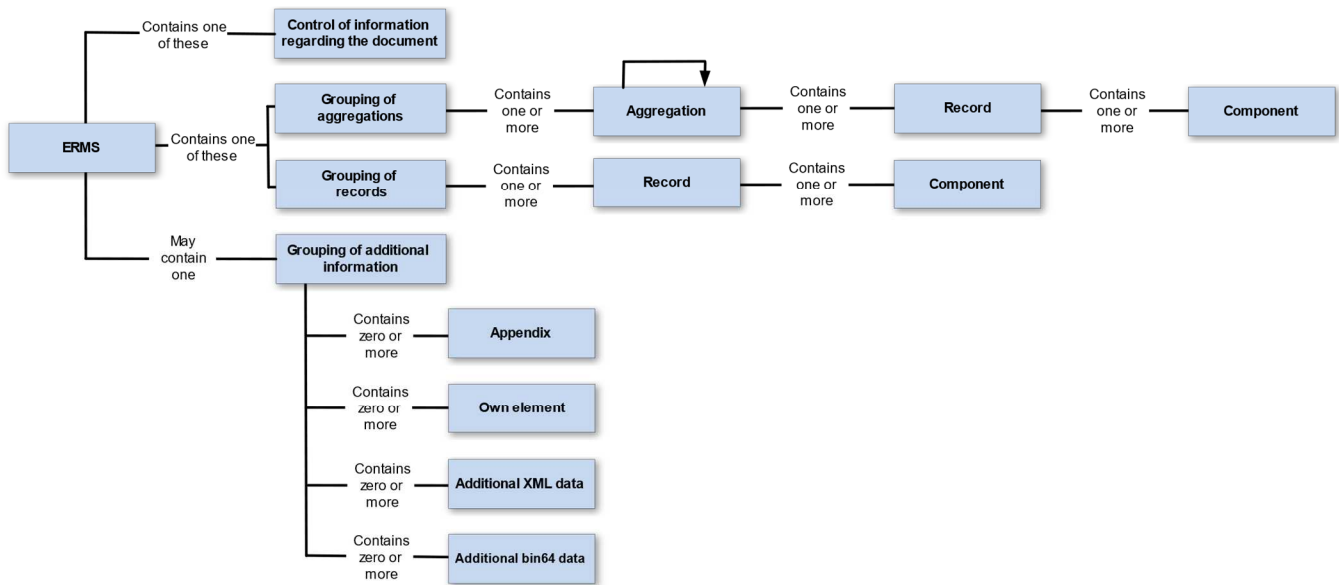 Contains one
of these
Control of information
regarding the document
ERMS
Contains one
of these
Grouping of
aggregations
Contains
one or
more
Aggregation
Contains
one or
more
Record
Contains
one or
more
Component
Grouping of
records
Contains
one or
more
Record
Contains
one or
more
Component
May
contain
one
Grouping of additional
information
Contains
zero or
more
Appendix
Contains
zero or
more
Own element
Contains
zero or
more
Additional XML data
Contains
zero or
more
Additional bin64 data